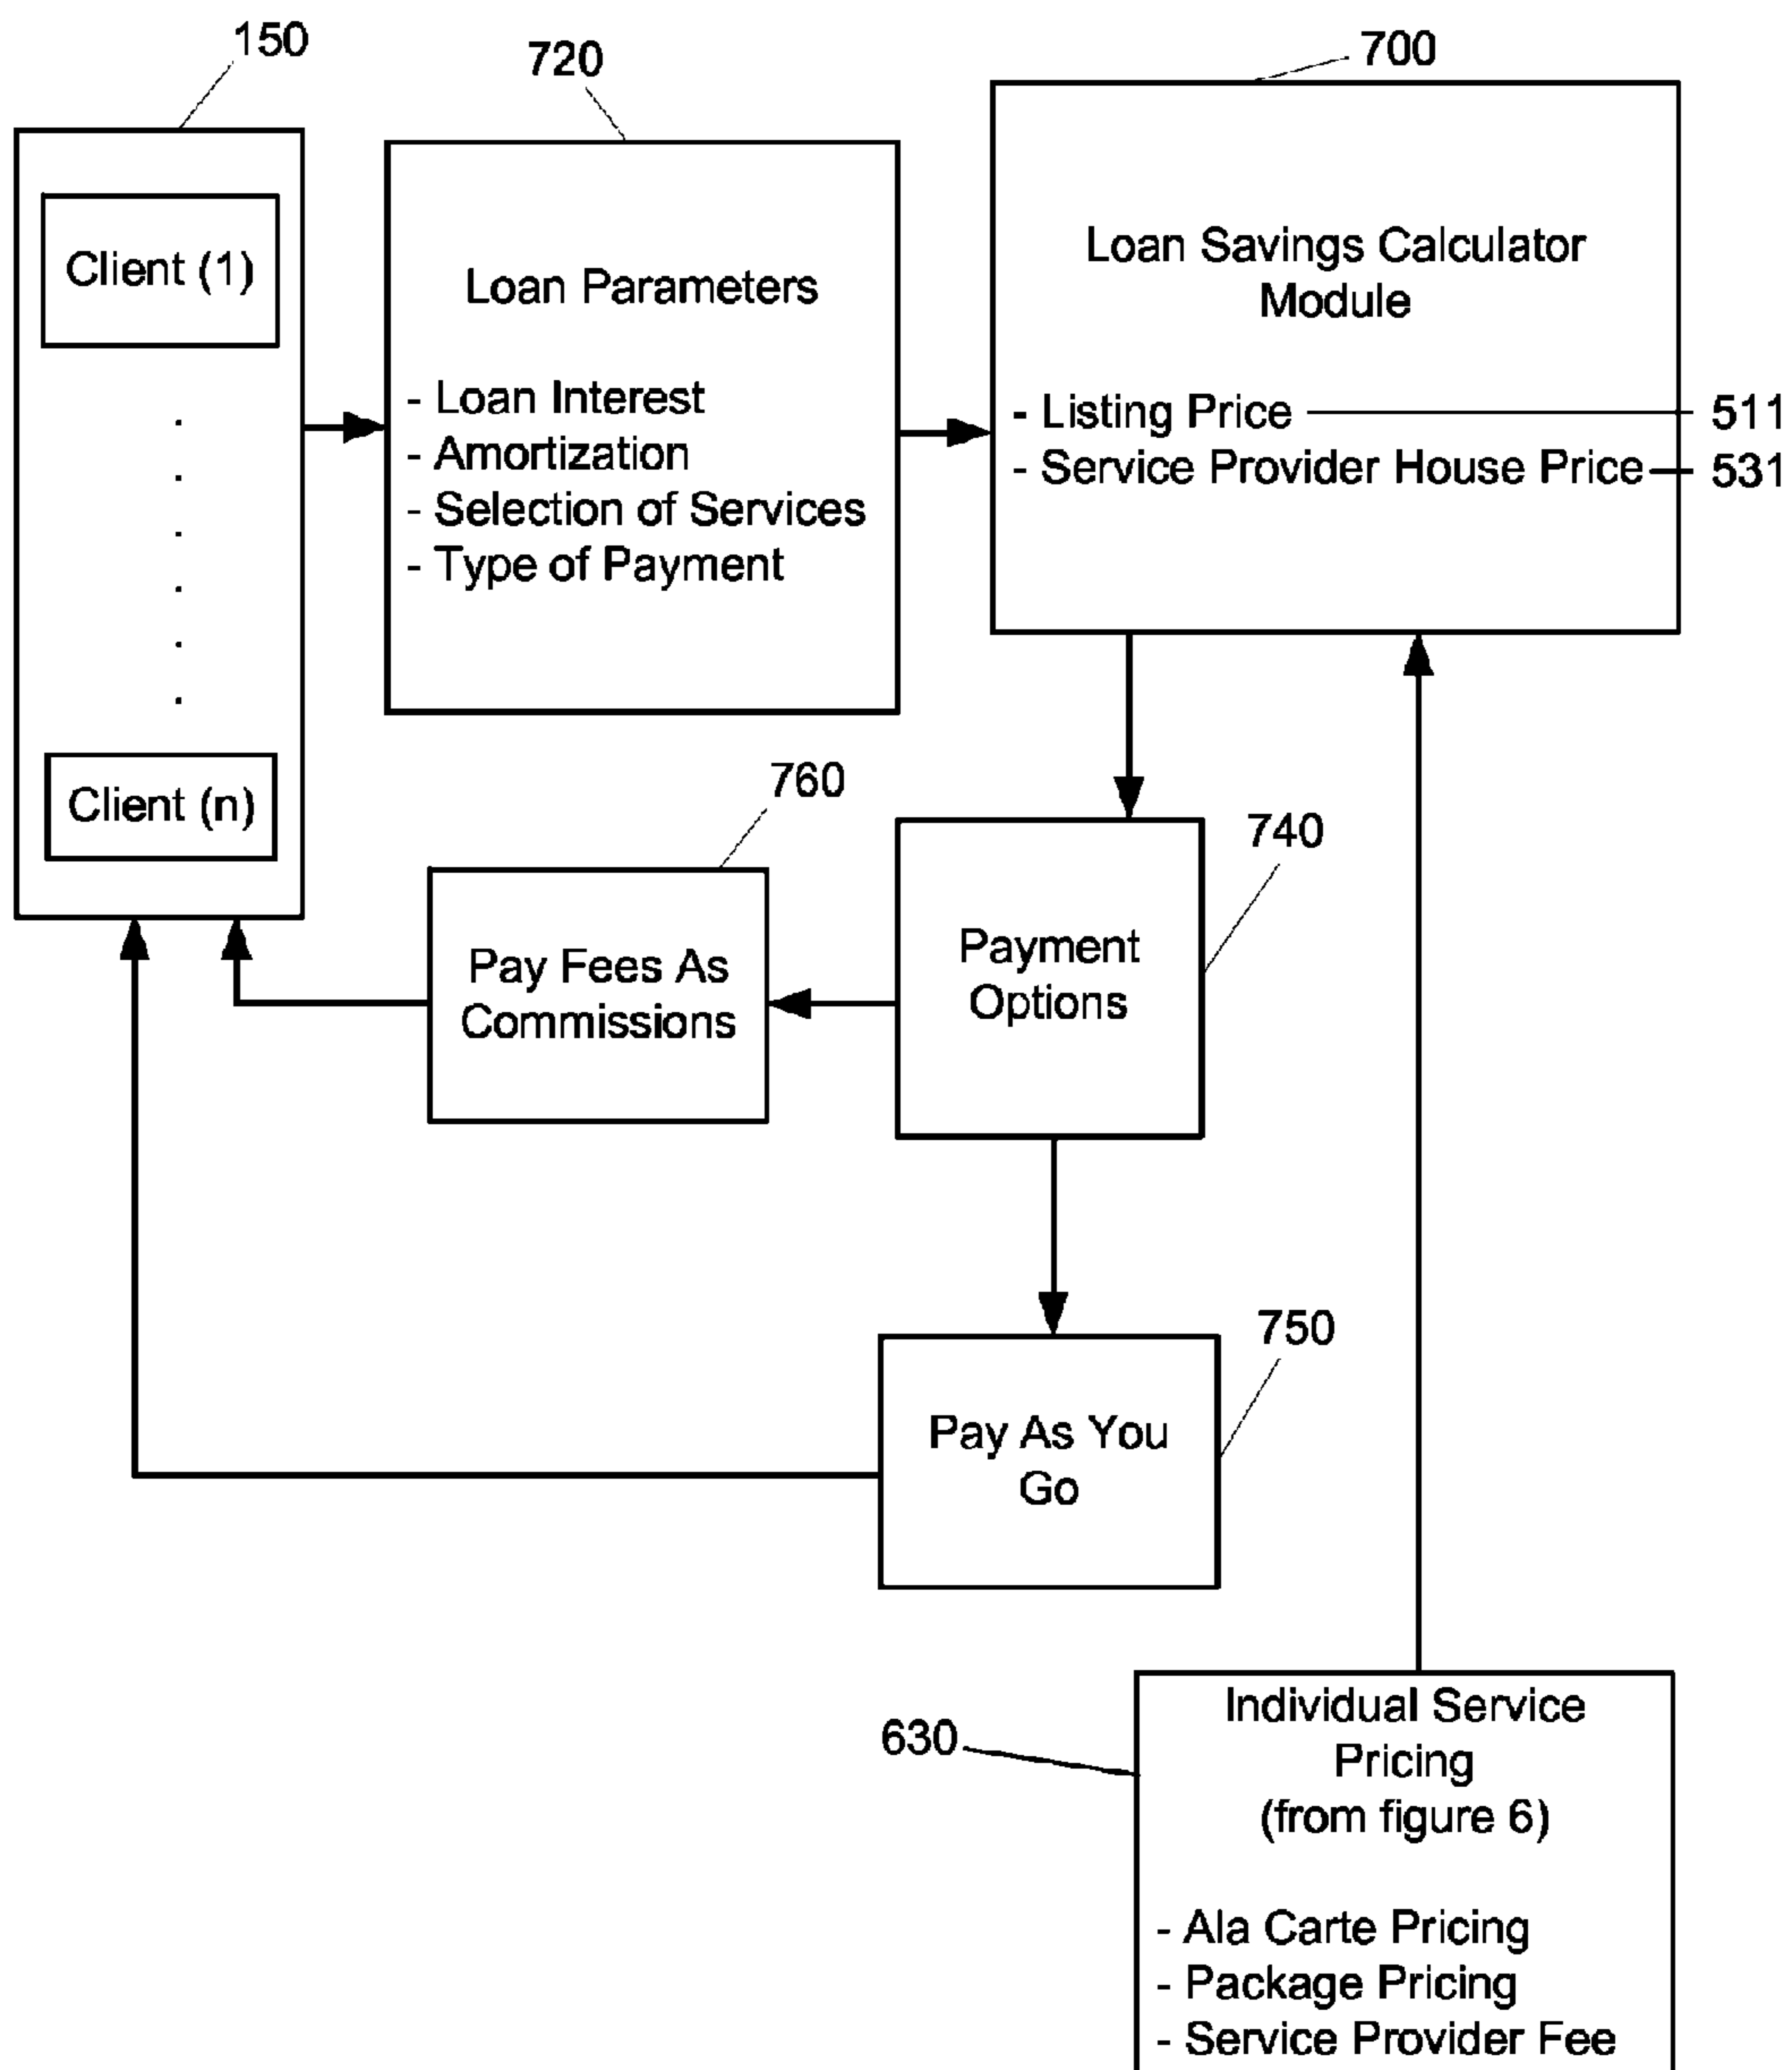 150
720
700
Client (1)
Client (n)
Loan Parameters
- Loan Interest
- Amortization
- Selection of Services
- Type of Payment
Loan Savings Calculator
Module
- Listing Price
511
- Service Provider House Price
531
760
740
Pay Fees As
Commissions
Payment
Options
750
Pay As You
Go
630
Individual Service
Pricing
(from figure 6)
- Ala Carte Pricing
- Package Pricing
- Service Provider Fee